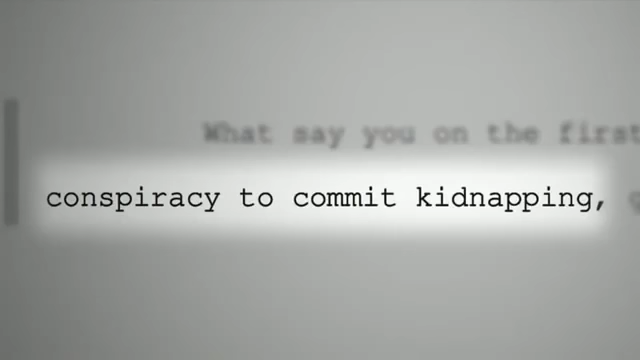 What say you on the first
conspiracy to commit kidnapping,